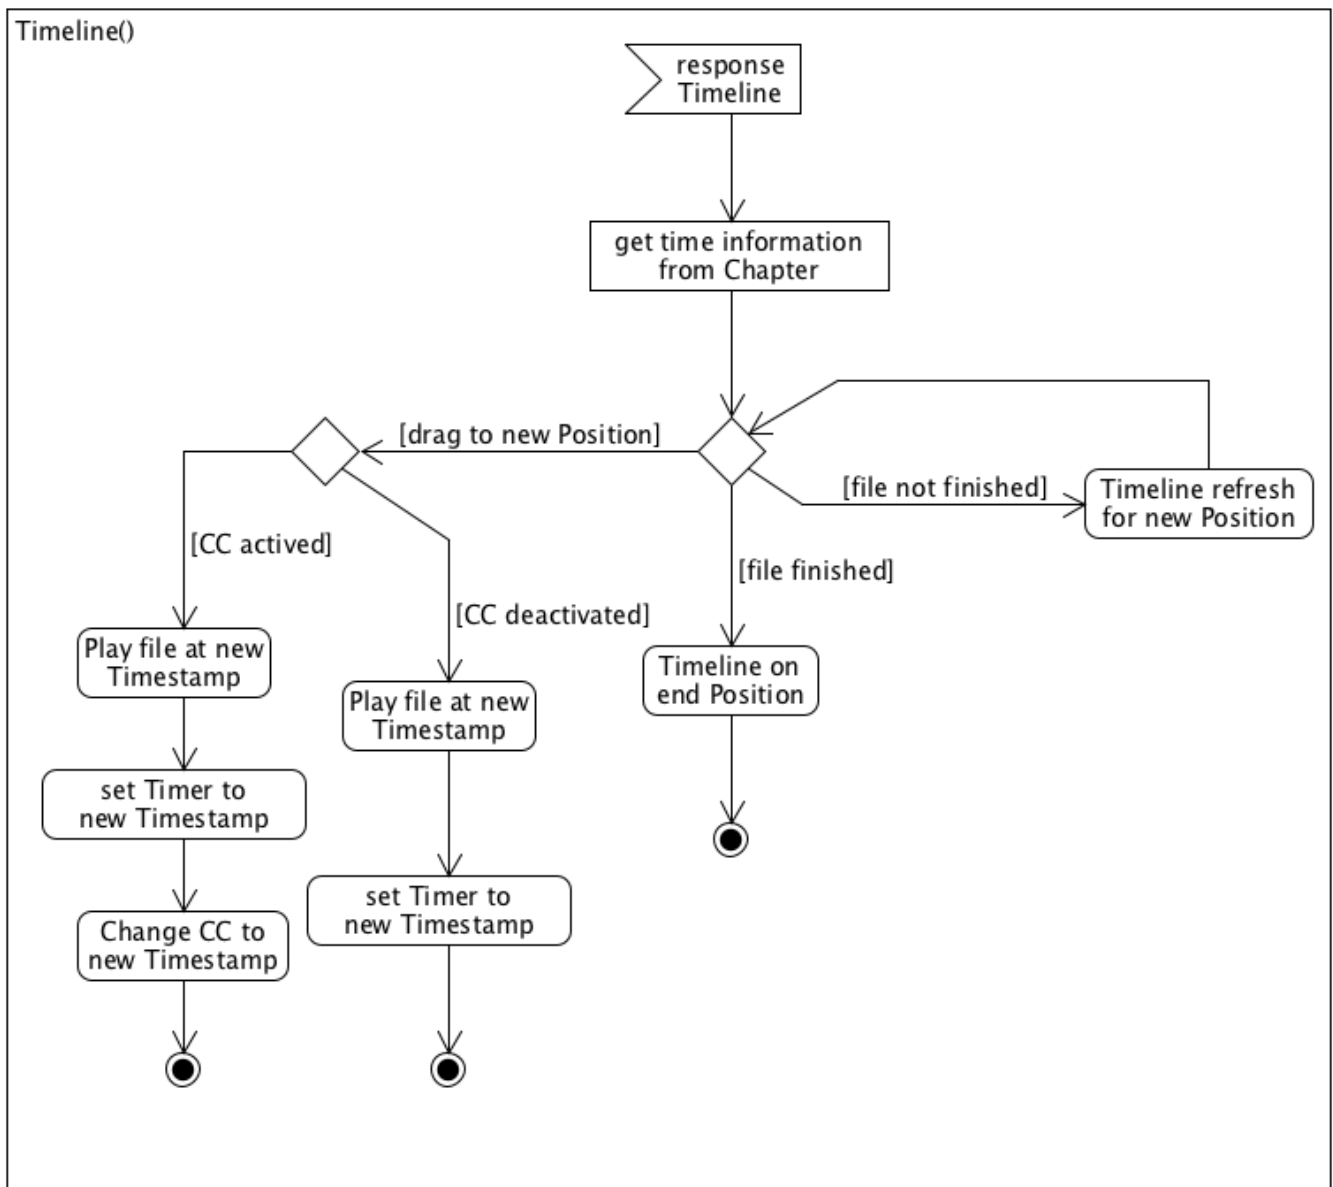 Timeline()
response
Timeline
get time information
from Chapter
[drag to new Position]
[file not finished]
Timeline refresh
for new Position
[CC actived]
[file finished]
[CC deactivated]
Play file at new
Timestamp
Timeline on
end Position
Play file at new
Timestamp
set Timer to
new Timestamp
set Timer to
new Timestamp
Change CC to
new Timestamp